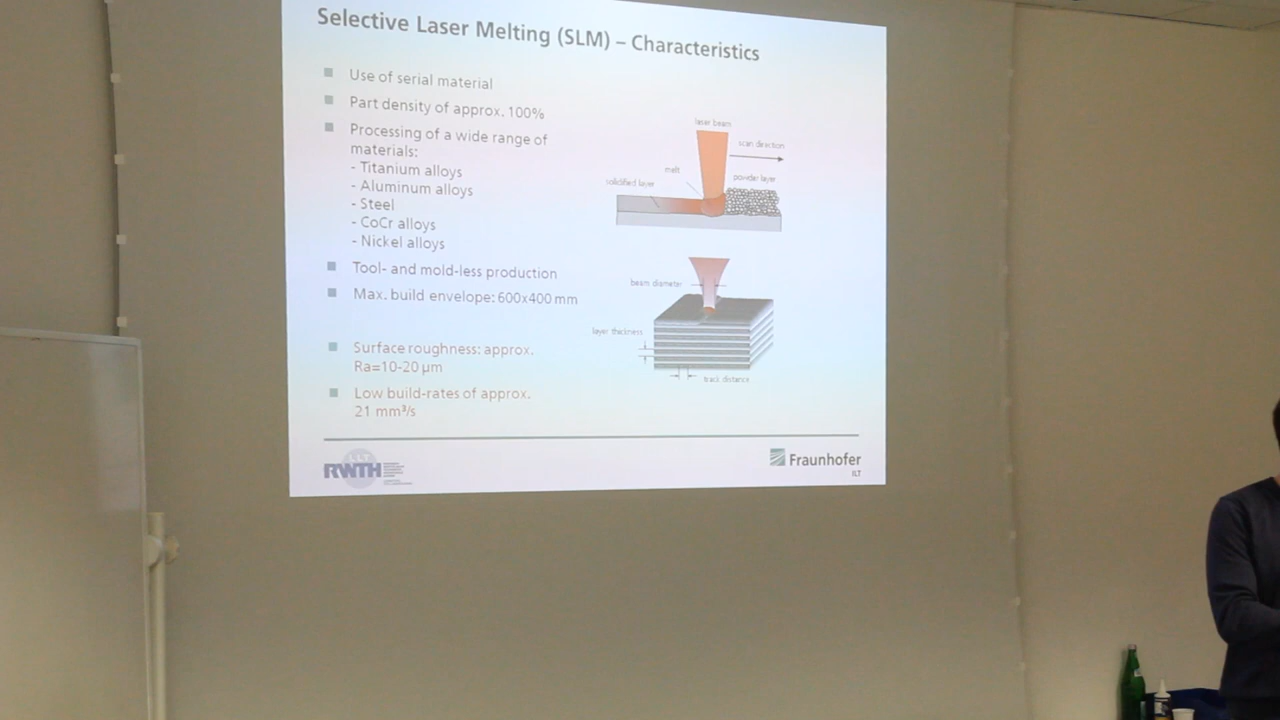 Selective Laser Melting (SLM) – Characteristics
Use of serial material
Part density of approx. 100%
Processing of a wide range of
materials:
- Titanium alloys
- Aluminum alloys
- Steel
- CoCr alloys
- Nickel alloys
Tool- and mold-less production
Max. build envelope: 600x400 mm
Surface roughness: approx.
Ra=10-20 µm
Low build-rates of approx.
21 mm³/s
laser beam
scan direction
melt
powder layer
solidified layer
beam diameter
layer thickness
track distance
LLT
RWTH
Fraunhofer
ILT